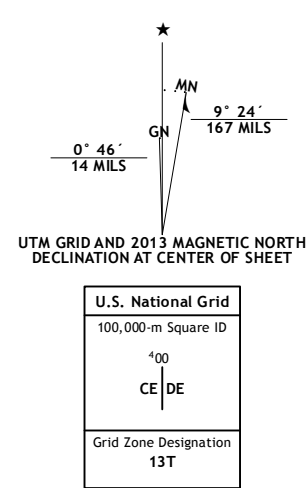 ★
MN
GN
9° 24´
167 MILS
0° 46´
14 MILS
UTM GRID AND 2013 MAGNETIC NORTH
DECLINATION AT CENTER OF SHEET
U.S. National Grid
100,000-m Square ID
⁴00
CE DE
Grid Zone Designation
13T